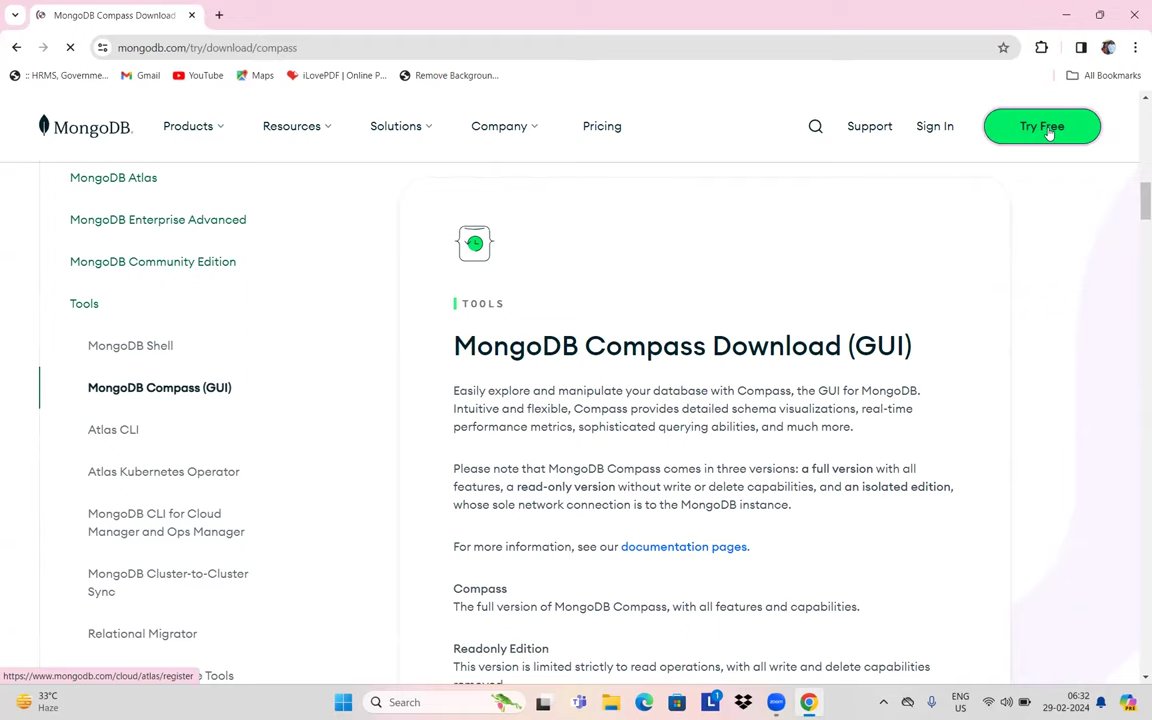 MongoDB Compass Download
mongodb.com/try/download/compass
:: HRMS, Governme...
Gmail
YouTube
Maps
iLovePDF | Online P...
Remove Backgroun...
All Bookmarks
MongoDB.
Products
Resources
Solutions
Company
Pricing
Support
Sign In
Try Free
MongoDB Atlas
MongoDB Enterprise Advanced
MongoDB Community Edition
Tools
MongoDB Shell
MongoDB Compass (GUI)
Atlas CLI
Atlas Kubernetes Operator
MongoDB CLI for Cloud
Manager and Ops Manager
MongoDB Cluster-to-Cluster
Sync
Relational Migrator
e Tools
TOOLS
MongoDB Compass Download (GUI)
Easily explore and manipulate your database with Compass, the GUI for MongoDB.
Intuitive and flexible, Compass provides detailed schema visualizations, real-time
performance metrics, sophisticated querying abilities, and much more.
Please note that MongoDB Compass comes in three versions: a full version with all
features, a read-only version without write or delete capabilities, and an isolated edition,
whose sole network connection is to the MongoDB instance.
For more information, see our documentation pages.
Compass
The full version of MongoDB Compass, with all features and capabilities.
Readonly Edition
This version is limited strictly to read operations, with all write and delete capabilities
removed.
https://www.mongodb.com/cloud/atlas/register
33°C
Haze
Search
1
zoom
ENG
US
06:32
29-02-2024
PRE